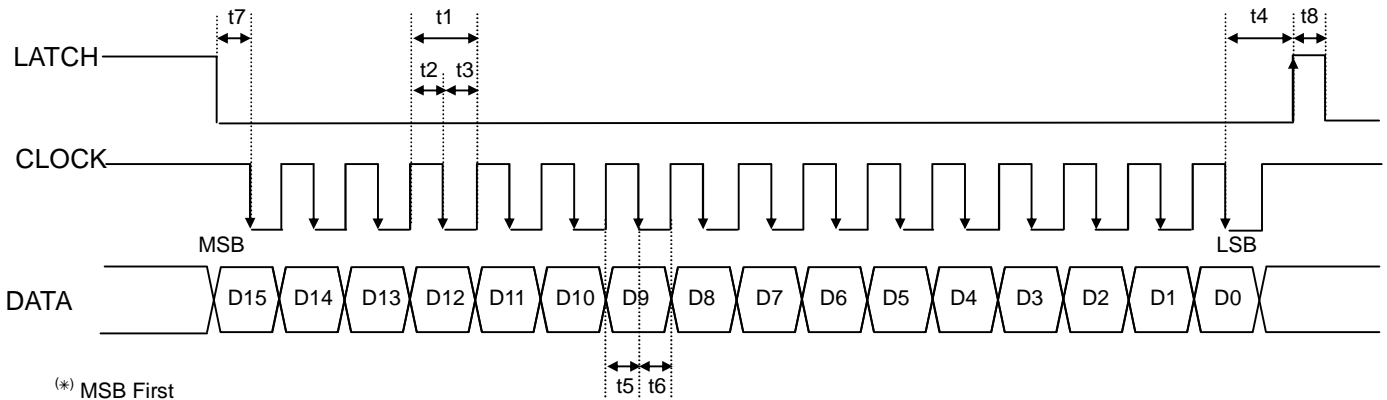 t7 t1 t4 t8
LATCH t2 t3
CLOCK
MSB LSB
DATA D15 D14 D13 D12 D11 D10 D9 D8 D7 D6 D5 D4 D3 D2 D1 D0
t5 t6
(*) MSB First